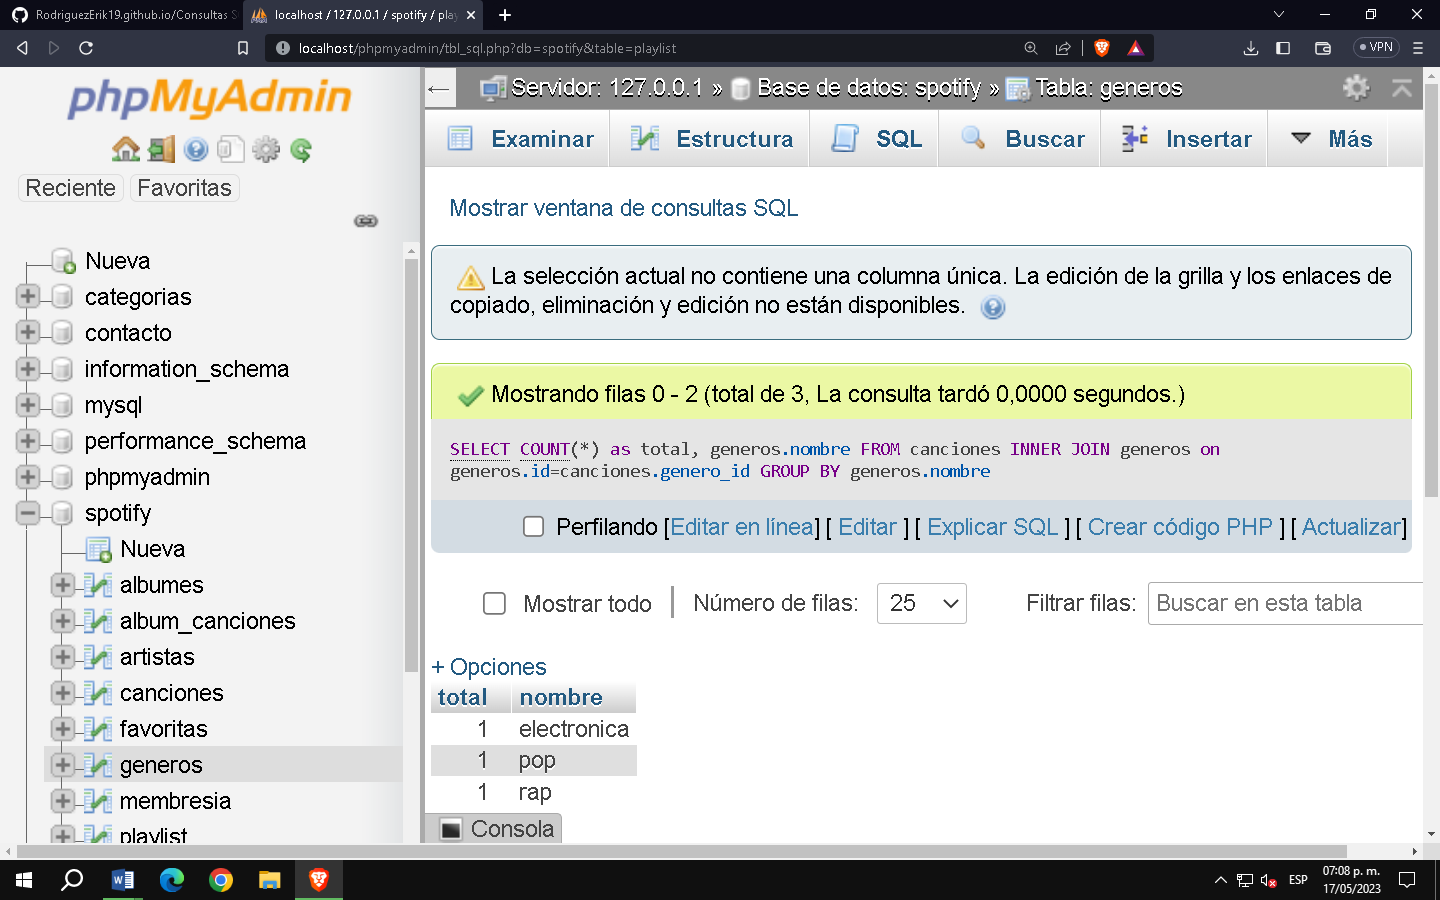 RodriguezErik19.github.io/Consultas S
localhost / 127.0.0.1 / spotify / play
localhost/phpmyadmin/tbl_sql.php?db=spotify&table=playlist
VPN
phpMyAdmin
Reciente
Favoritas
Nueva
categorias
contacto
information_schema
mysql
performance_schema
phpmyadmin
spotify
Nueva
albumes
album_canciones
artistas
canciones
favoritas
generos
membresia
playlist
Servidor: 127.0.0.1 » Base de datos: spotify » Tabla: generos
Examinar
Estructura
SQL
Buscar
Insertar
Más
Mostrar ventana de consultas SQL
La selección actual no contiene una columna única. La edición de la grilla y los enlaces de
copiado, eliminación y edición no están disponibles.
Mostrando filas 0 - 2 (total de 3, La consulta tardó 0,0000 segundos.)
SELECT COUNT(*) as total, generos.nombre FROM canciones INNER JOIN generos on
generos.id=canciones.genero_id GROUP BY generos.nombre
Perfilando [Editar en línea] [ Editar ] [ Explicar SQL ] [ Crear código PHP ] [ Actualizar]
Mostrar todo
Número de filas:
25
Filtrar filas:
Buscar en esta tabla
+ Opciones
total nombre
1 electronica
1 pop
1 rap
Consola
ESP
07:08 p. m.
17/05/2023